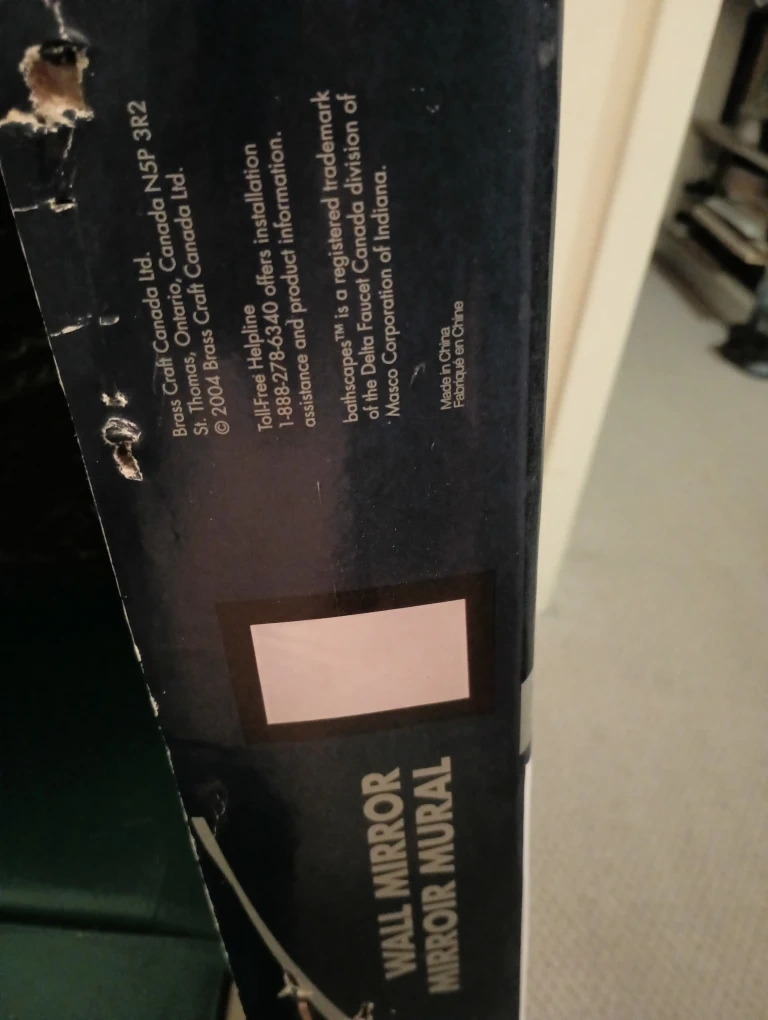 Brass Craft Canada Ltd.
St. Thomas, Ontario, Canada N5P 3R2
© 2004 Brass Craft Canada Ltd.
Toll-Free Helpline
1-888-278-6340 offers installation
assistance and product information.
bathscapes™ is a registered trademark
of the Delta Faucet Canada division of
Masco Corporation of Indiana.
Made in China
Fabriqué en Chine
WALL MIRROR
MIRROIR MURAL